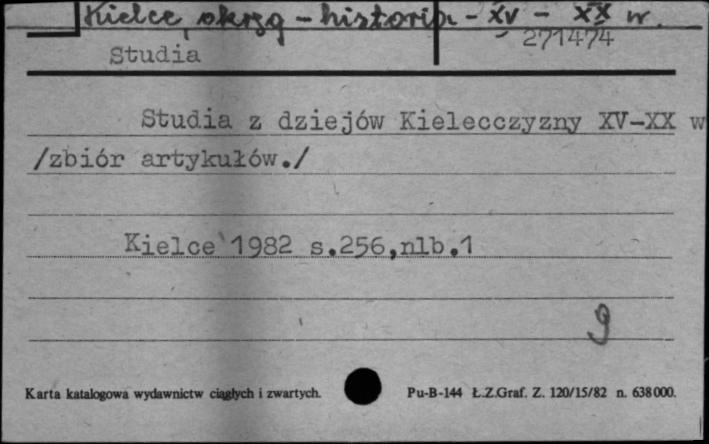 Kielce, okręg – historia – XV – XX w.
271474
Studia
Studia z dziejów Kielecczyzny XV-XX w
/zbiór artykułów./
Kielce 1982 s.256,nlb.1
9
Karta katalogowa wydawnictw ciągłych i zwartych.
Pu-B-144 Ł.Z.Graf. Z. 120/15/82 n. 638000.